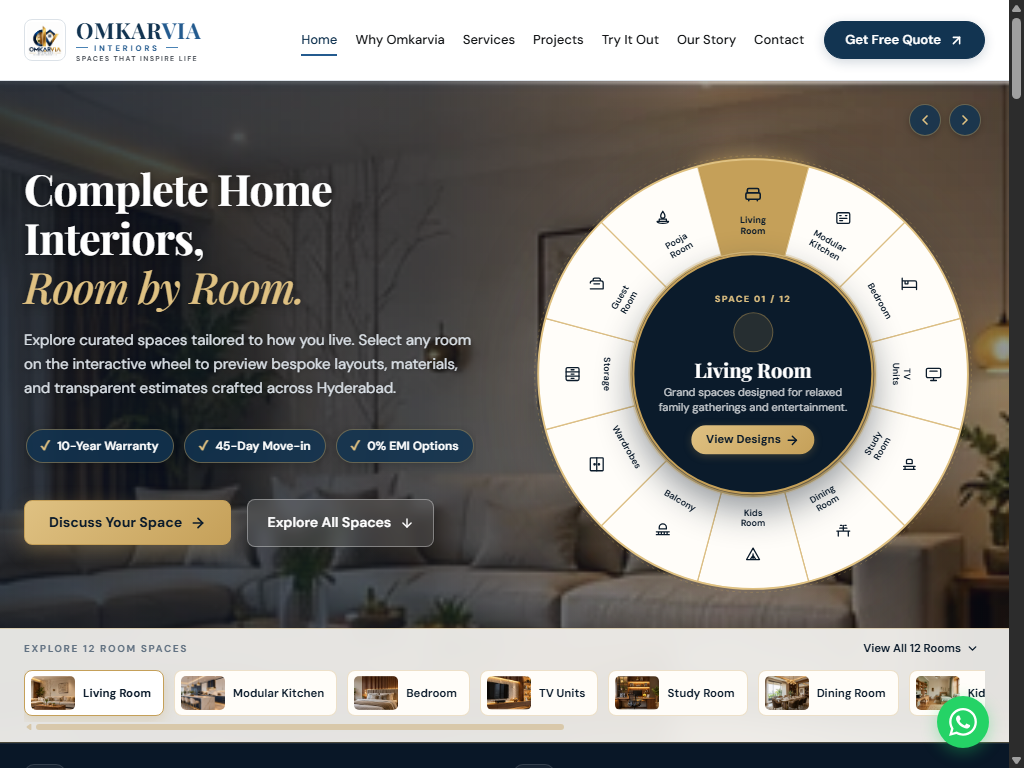 OMKARVIA
OMKARVIA
INTERIORS
SPACES THAT INSPIRE LIFE
Home
Why Omkarvia
Services
Projects
Try It Out
Our Story
Contact
Get Free Quote
Complete Home
Interiors,
Room by Room.
Explore curated spaces tailored to how you live. Select any room
on the interactive wheel to preview bespoke layouts, materials,
and transparent estimates crafted across Hyderabad.
✓ 10-Year Warranty
✓ 45-Day Move-in
✓ 0% EMI Options
Discuss Your Space →
Explore All Spaces ↓
Living
Room
Modular
Kitchen
Bedroom
TV
Units
Study
Room
Dining
Room
Kids
Room
Balcony
Wardrobes
Storage
Guest
Room
Pooja
Room
SPACE 01 / 12
Living Room
Grand spaces designed for relaxed
family gatherings and entertainment.
View Designs →
EXPLORE 12 ROOM SPACES
View All 12 Rooms
Living Room
Modular Kitchen
Bedroom
TV Units
Study Room
Dining Room
Kid